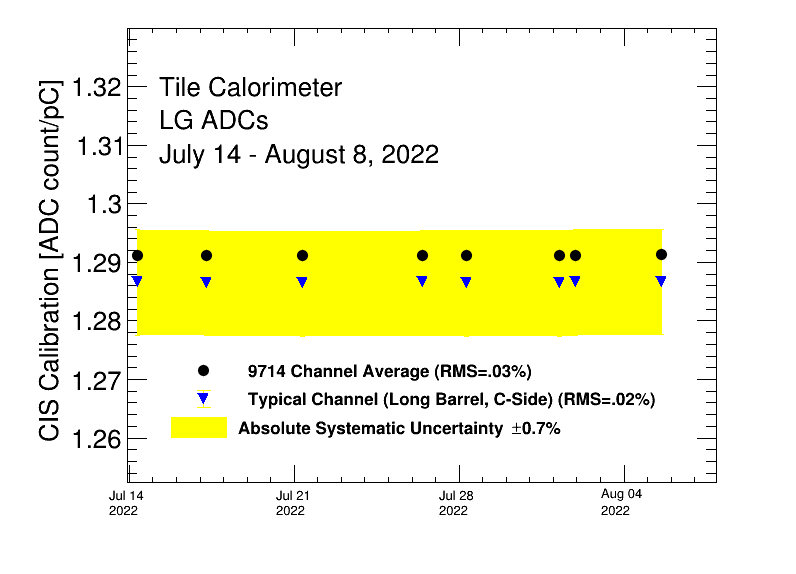 Tile Calorimeter
LG ADCs
July 14 - August 8, 2022
CIS Calibration [ADC count/pC]
1.32
1.31
1.3
1.29
1.28
1.27
1.26
9714 Channel Average (RMS=.03%)
Typical Channel (Long Barrel, C-Side) (RMS=.02%)
Absolute Systematic Uncertainty ±0.7%
Jul 14 Jul 21 Jul 28 Aug 04
2022 2022 2022 2022